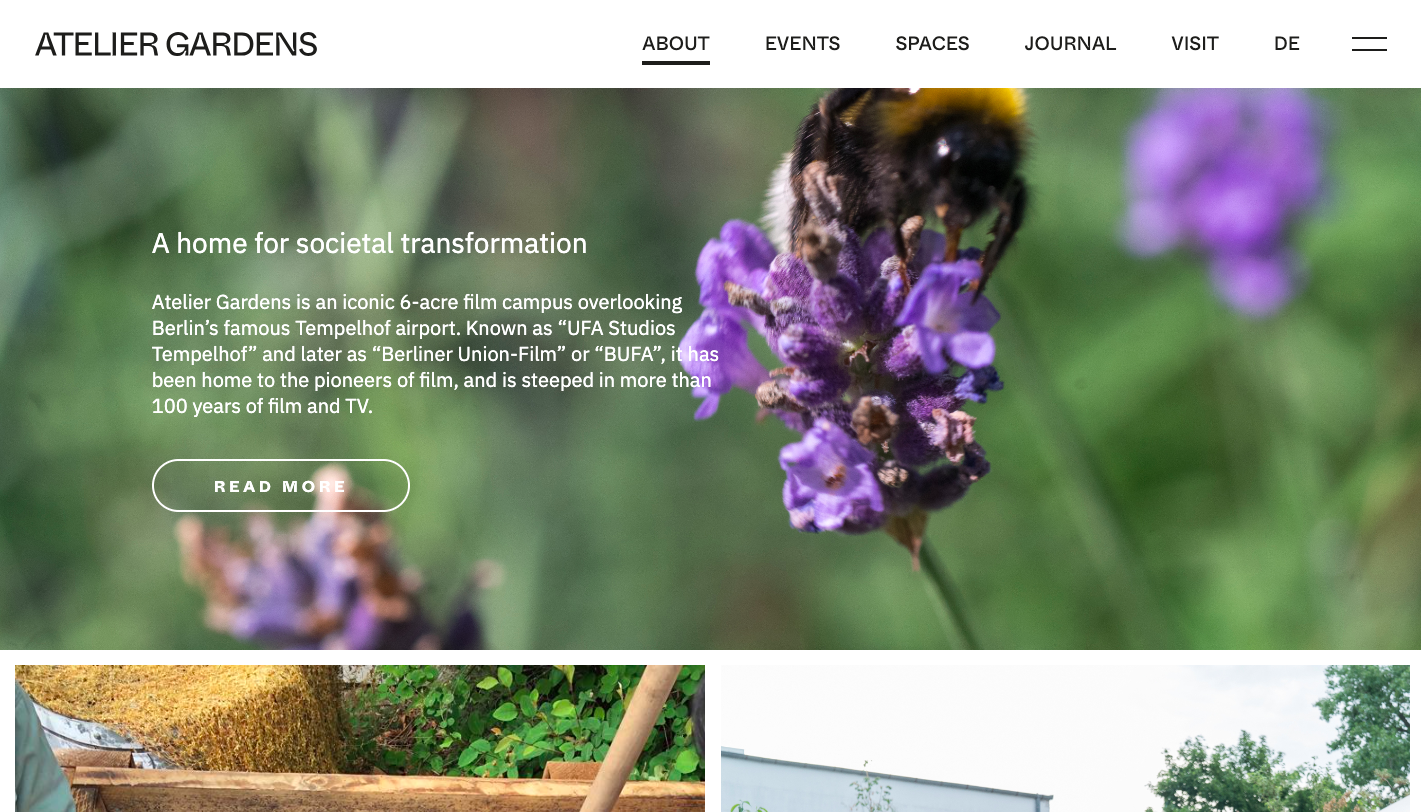 ATELIER GARDENS
ABOUT EVENTS SPACES JOURNAL VISIT DE
A home for societal transformation
Atelier Gardens is an iconic 6-acre film campus overlooking
Berlin’s famous Tempelhof airport. Known as “UFA Studios
Tempelhof” and later as “Berliner Union-Film” or “BUFA”, it has
been home to the pioneers of film, and is steeped in more than
100 years of film and TV.
READ MORE